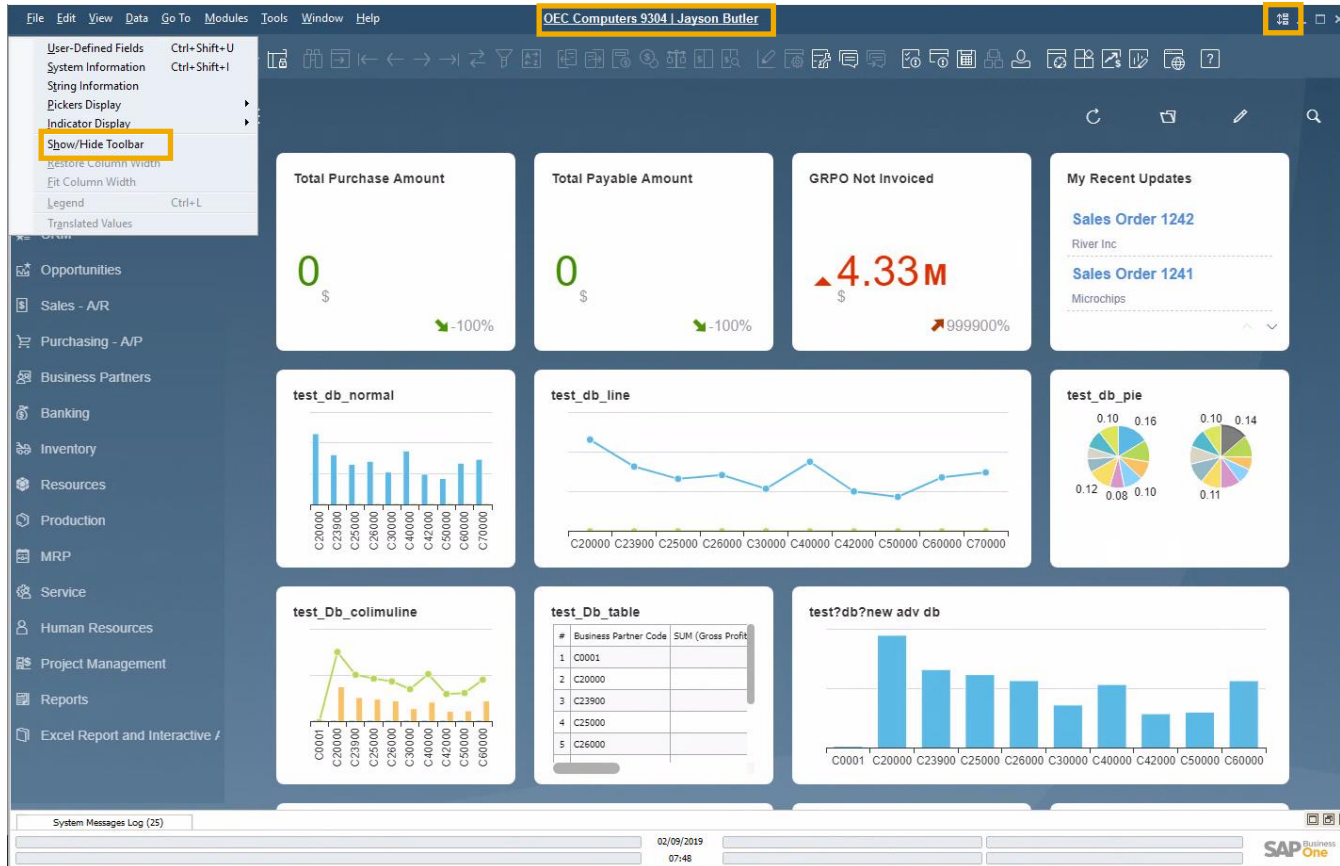 File Edit View Data Go To Modules Tools Window Help
OEC Computers 9304 | Jayson Butler
User-Defined Fields Ctrl+Shift+U
System Information Ctrl+Shift+I
String Information
Pickers Display
Indicator Display
Show/Hide Toolbar
Restore Column Width
Fit Column Width
Legend Ctrl+L
Translated Values
CRM
Opportunities
Sales - A/R
Purchasing - A/P
Business Partners
Banking
Inventory
Resources
Production
MRP
Service
Human Resources
Project Management
Reports
Excel Report and Interactive A
Total Purchase Amount
0
$
-100%
Total Payable Amount
0
$
-100%
GRPO Not Invoiced
4.33 M
$
999900%
My Recent Updates
Sales Order 1242
River Inc
Sales Order 1241
Microchips
test_db_normal
C20000 C23900 C25000 C26000 C30000 C40000 C42000 C50000 C60000 C70000
test_db_line
C20000 C23900 C25000 C26000 C30000 C40000 C42000 C50000 C60000 C70000
test_db_pie
0.10 0.16 0.10 0.14
0.12 0.08 0.10 0.11
test_Db_colimuline
C0001 C20000 C23900 C25000 C26000 C30000 C40000 C42000 C50000 C60000
test_Db_table
# Business Partner Code SUM (Gross Profit
1 C0001
2 C20000
3 C23900
4 C25000
5 C26000
test?db?new adv db
C0001 C20000 C23900 C25000 C26000 C30000 C40000 C42000 C50000 C60000
System Messages Log (25)
02/09/2019
07:48
SAP Business One